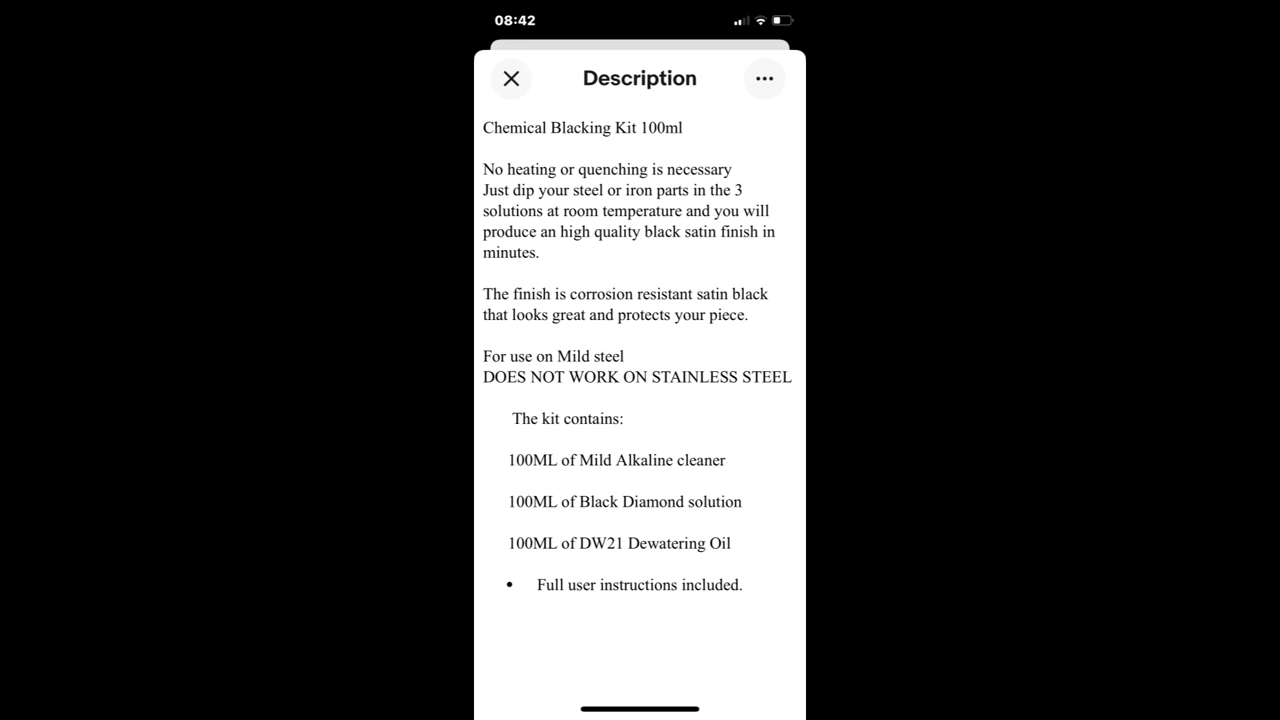 08:42
Description
Chemical Blacking Kit 100ml
No heating or quenching is necessary
Just dip your steel or iron parts in the 3
solutions at room temperature and you will
produce an high quality black satin finish in
minutes.
The finish is corrosion resistant satin black
that looks great and protects your piece.
For use on Mild steel
DOES NOT WORK ON STAINLESS STEEL
The kit contains:
100ML of Mild Alkaline cleaner
100ML of Black Diamond solution
100ML of DW21 Dewatering Oil
• Full user instructions included.